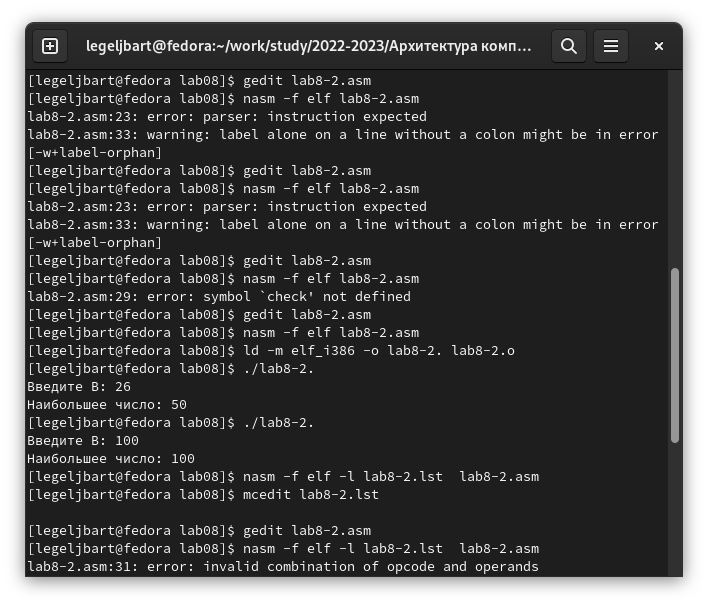 legeljbart@fedora:~/work/study/2022-2023/Архитектура комп...
[legeljbart@fedora lab08]$ gedit lab8-2.asm
[legeljbart@fedora lab08]$ nasm -f elf lab8-2.asm
lab8-2.asm:23: error: parser: instruction expected
lab8-2.asm:33: warning: label alone on a line without a colon might be in error
[-w+label-orphan]
[legeljbart@fedora lab08]$ gedit lab8-2.asm
[legeljbart@fedora lab08]$ nasm -f elf lab8-2.asm
lab8-2.asm:23: error: parser: instruction expected
lab8-2.asm:33: warning: label alone on a line without a colon might be in error
[-w+label-orphan]
[legeljbart@fedora lab08]$ gedit lab8-2.asm
[legeljbart@fedora lab08]$ nasm -f elf lab8-2.asm
lab8-2.asm:29: error: symbol `check' not defined
[legeljbart@fedora lab08]$ gedit lab8-2.asm
[legeljbart@fedora lab08]$ nasm -f elf lab8-2.asm
[legeljbart@fedora lab08]$ ld -m elf_i386 -o lab8-2. lab8-2.o
[legeljbart@fedora lab08]$ ./lab8-2.
Введите B: 26
Наибольшее число: 50
[legeljbart@fedora lab08]$ ./lab8-2.
Введите B: 100
Наибольшее число: 100
[legeljbart@fedora lab08]$ nasm -f elf -l lab8-2.lst  lab8-2.asm
[legeljbart@fedora lab08]$ mcedit lab8-2.lst
[legeljbart@fedora lab08]$ gedit lab8-2.asm
[legeljbart@fedora lab08]$ nasm -f elf -l lab8-2.lst  lab8-2.asm
lab8-2.asm:31: error: invalid combination of opcode and operands